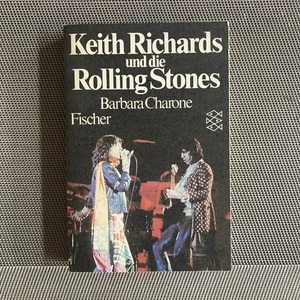 Keith Richards
und die
Rolling Stones
Barbara Charone
Fischer